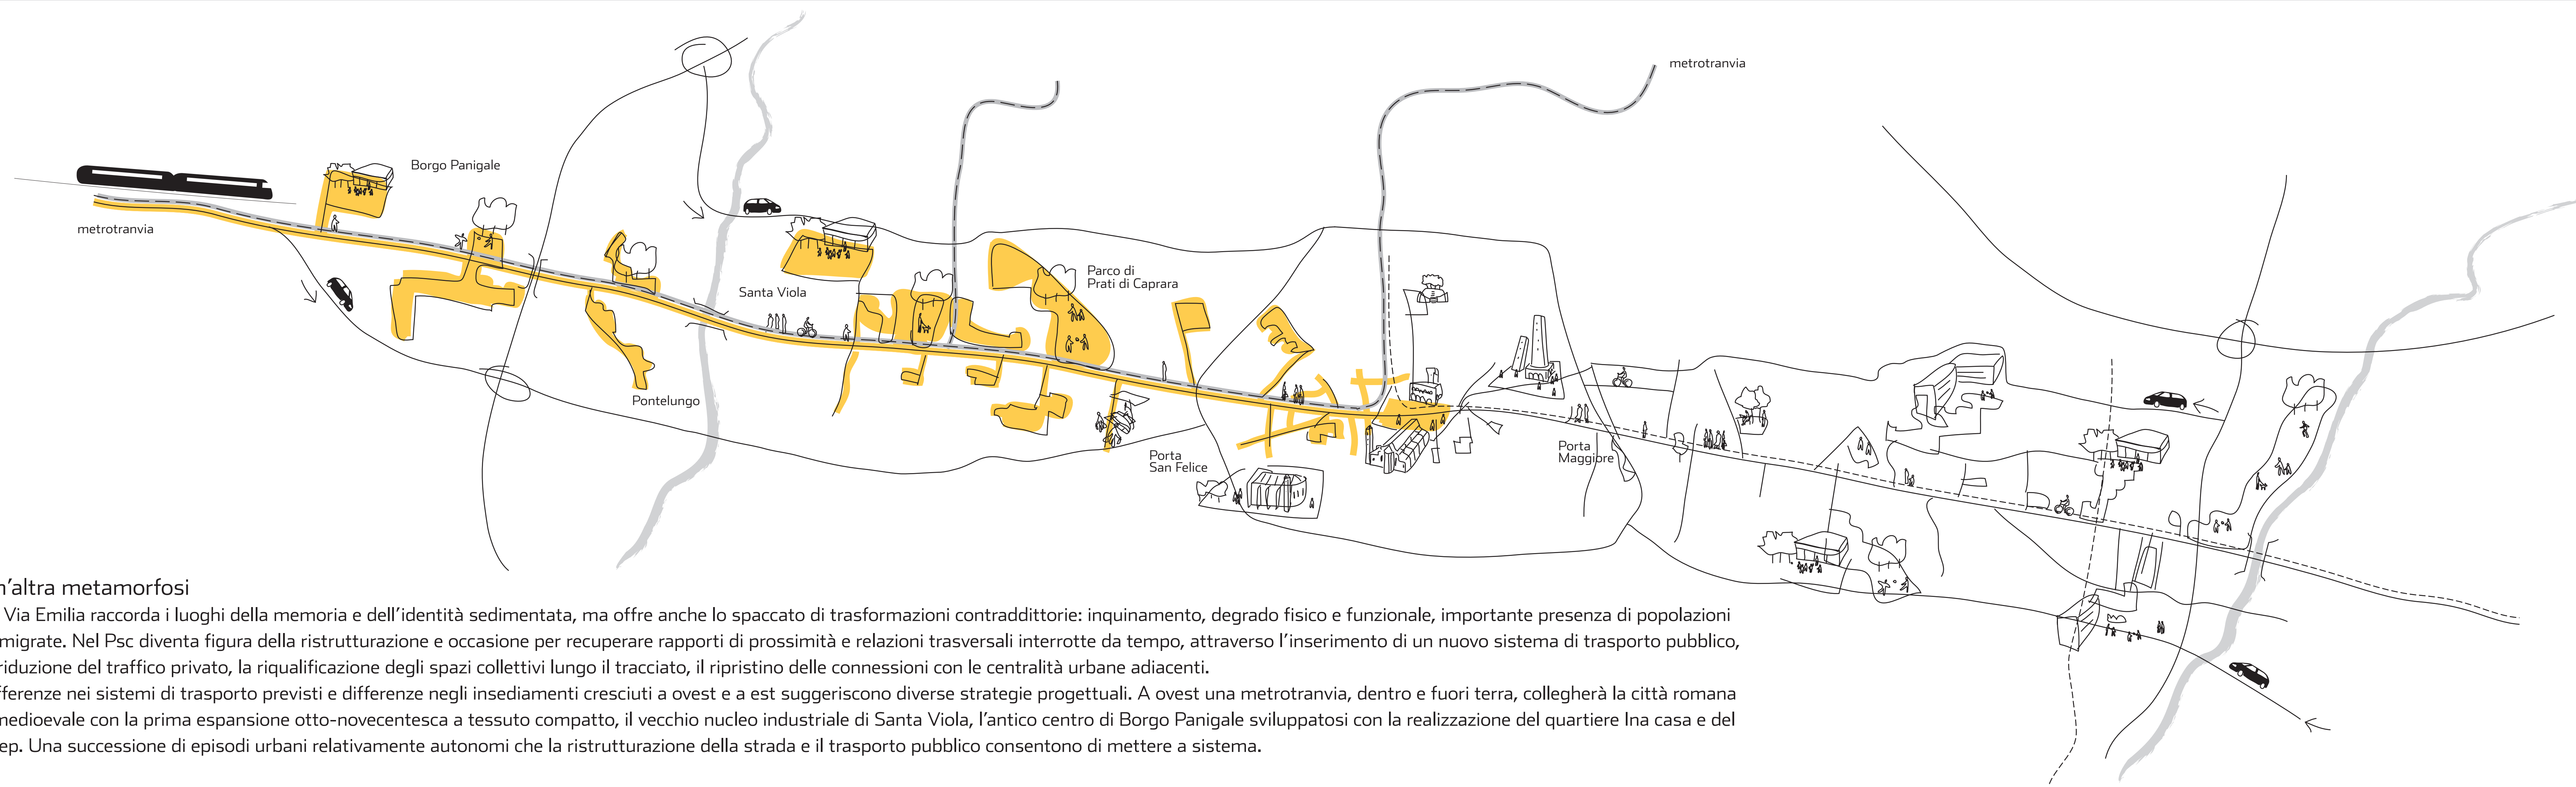 metrotranvia
Borgo Panigale
metrotranvia
Parco di
Prati di Caprara
Santa Viola
Pontelungo
Porta
San Felice
Porta
Maggiore
n'altra metamorfosi
Via Emilia raccorda i luoghi della memoria e dell'identità sedimentata, ma offre anche lo spaccato di trasformazioni contraddittorie: inquinamento, degrado fisico e funzionale, importante presenza di popolazioni
migrate. Nel Psc diventa figura della ristrutturazione e occasione per recuperare rapporti di prossimità e relazioni trasversali interrotte da tempo, attraverso l'inserimento di un nuovo sistema di trasporto pubblico,
riduzione del traffico privato, la riqualificazione degli spazi collettivi lungo il tracciato, il ripristino delle connessioni con le centralità urbane adiacenti.
fferenze nei sistemi di trasporto previsti e differenze negli insediamenti cresciuti a ovest e a est suggeriscono diverse strategie progettuali. A ovest una metrotranvia, dentro e fuori terra, collegherà la città romana
medioevale con la prima espansione otto-novecentesca a tessuto compatto, il vecchio nucleo industriale di Santa Viola, l'antico centro di Borgo Panigale sviluppatosi con la realizzazione del quartiere Ina casa e del
ep. Una successione di episodi urbani relativamente autonomi che la ristrutturazione della strada e il trasporto pubblico consentono di mettere a sistema.